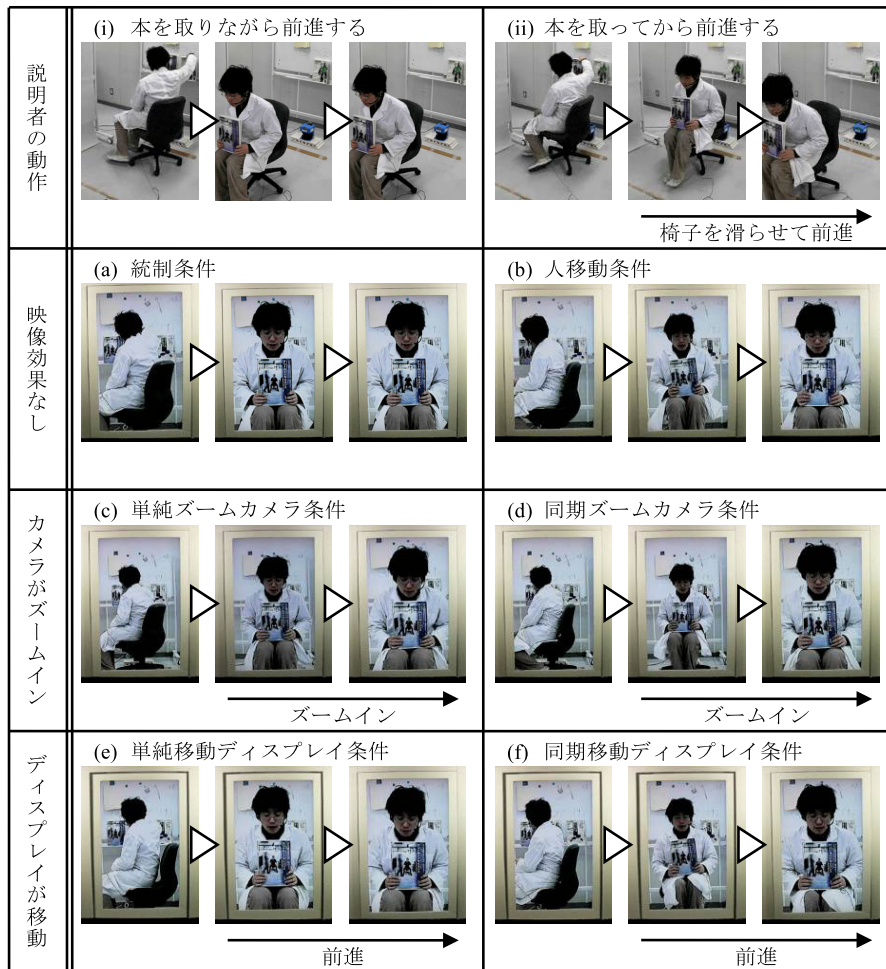 説明者の動作
(i) 本を取りながら前進する
(ii) 本を取ってから前進する
椅子を滑らせて前進
映像効果なし
(a) 統制条件
(b) 人移動条件
カメラがズームイン
(c) 単純ズームカメラ条件
(d) 同期ズームカメラ条件
ズームイン
ズームイン
ディスプレイが移動
(e) 単純移動ディスプレイ条件
(f) 同期移動ディスプレイ条件
前進
前進